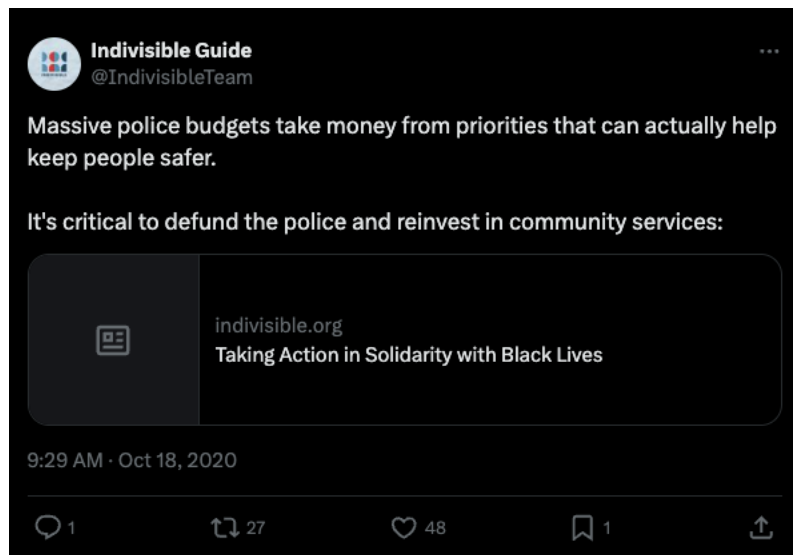 Indivisible Guide
@IndivisibleTeam
Massive police budgets take money from priorities that can actually help
keep people safer.
It's critical to defund the police and reinvest in community services:
indivisible.org
Taking Action in Solidarity with Black Lives
9:29 AM · Oct 18, 2020
1 27 48 1